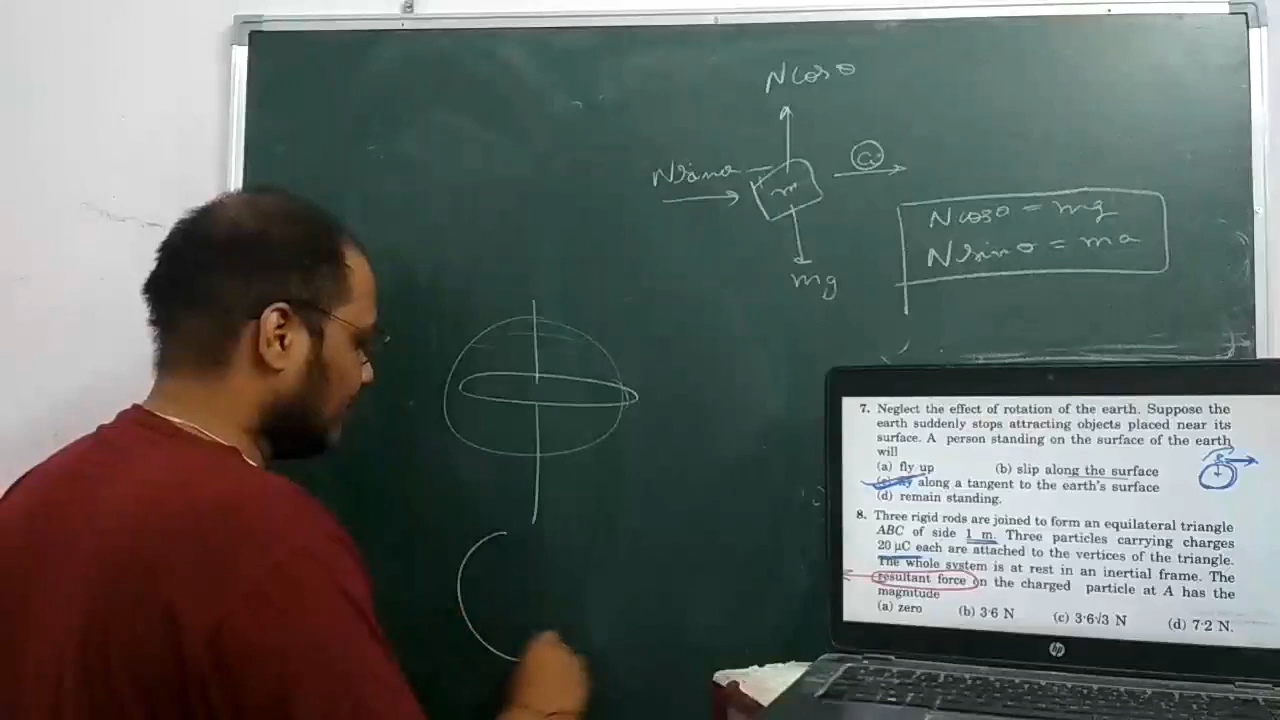 N cos θ
N sin θ
a
m
mg
N cos θ = mg
N sin θ = ma
7. Neglect the effect of rotation of the earth. Suppose the
earth suddenly stops attracting objects placed near its
surface. A person standing on the surface of the earth
will
(a) fly up (b) slip along the surface
along a tangent to the earth's surface
(d) remain standing.
8. Three rigid rods are joined to form an equilateral triangle
ABC of side 1 m. Three particles carrying charges
20 μC each are attached to the vertices of the triangle.
The whole system is at rest in an inertial frame. The
resultant force on the charged particle at A has the
magnitude
(a) zero (b) 3·6 N (c) 3·6√3 N (d) 7·2 N.
hp